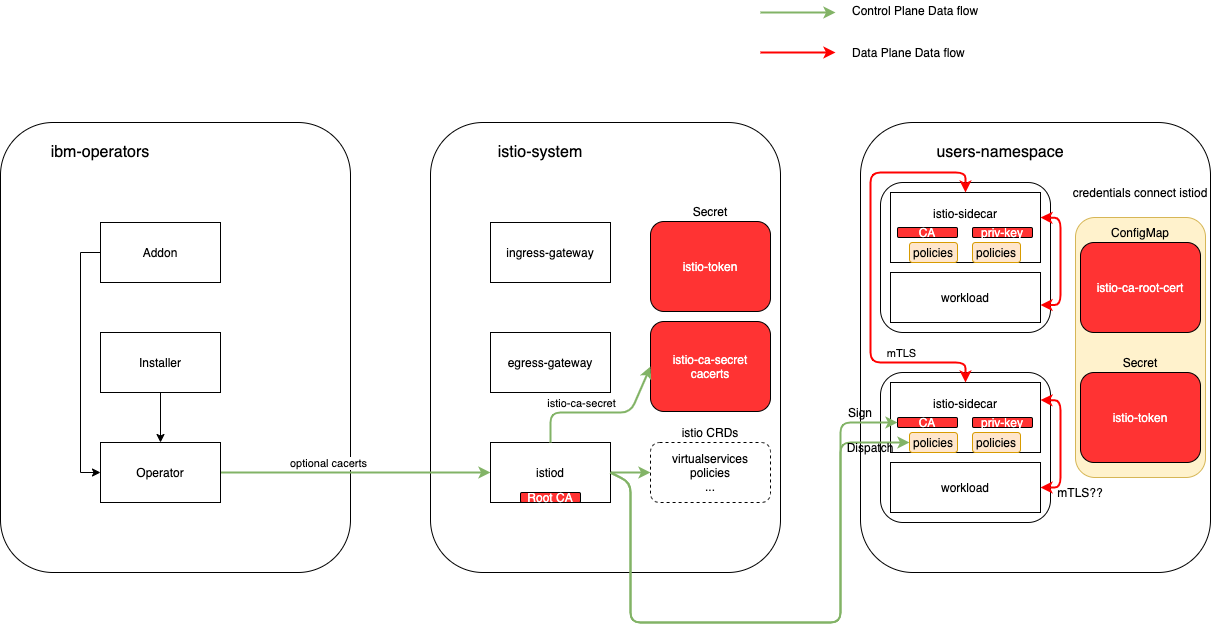 Control Plane Data flow
Data Plane Data flow
ibm-operators
Addon
Installer
Operator
optional cacerts
istio-system
ingress-gateway
egress-gateway
Secret
istio-token
istio-ca-secret
cacerts
istio-ca-secret
istiod
Root CA
istio CRDs
virtualservices
policies
...
users-namespace
istio-sidecar
CA
priv-key
policies
policies
workload
mTLS
istio-sidecar
Sign
CA
priv-key
Dispatch
policies
policies
workload
mTLS??
credentials connect istiod
ConfigMap
istio-ca-root-cert
Secret
istio-token